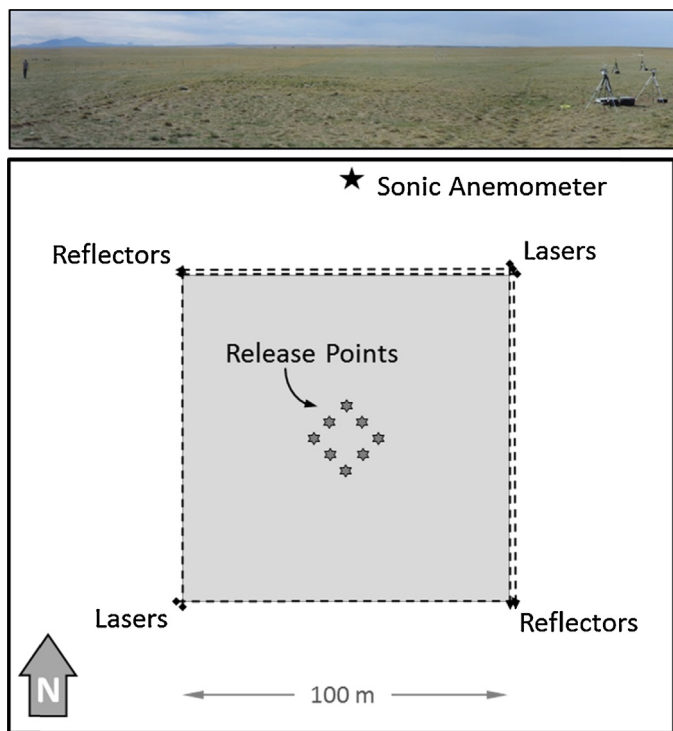 Sonic Anemometer
Reflectors
Lasers
Release Points
Lasers
Reflectors
N
100 m